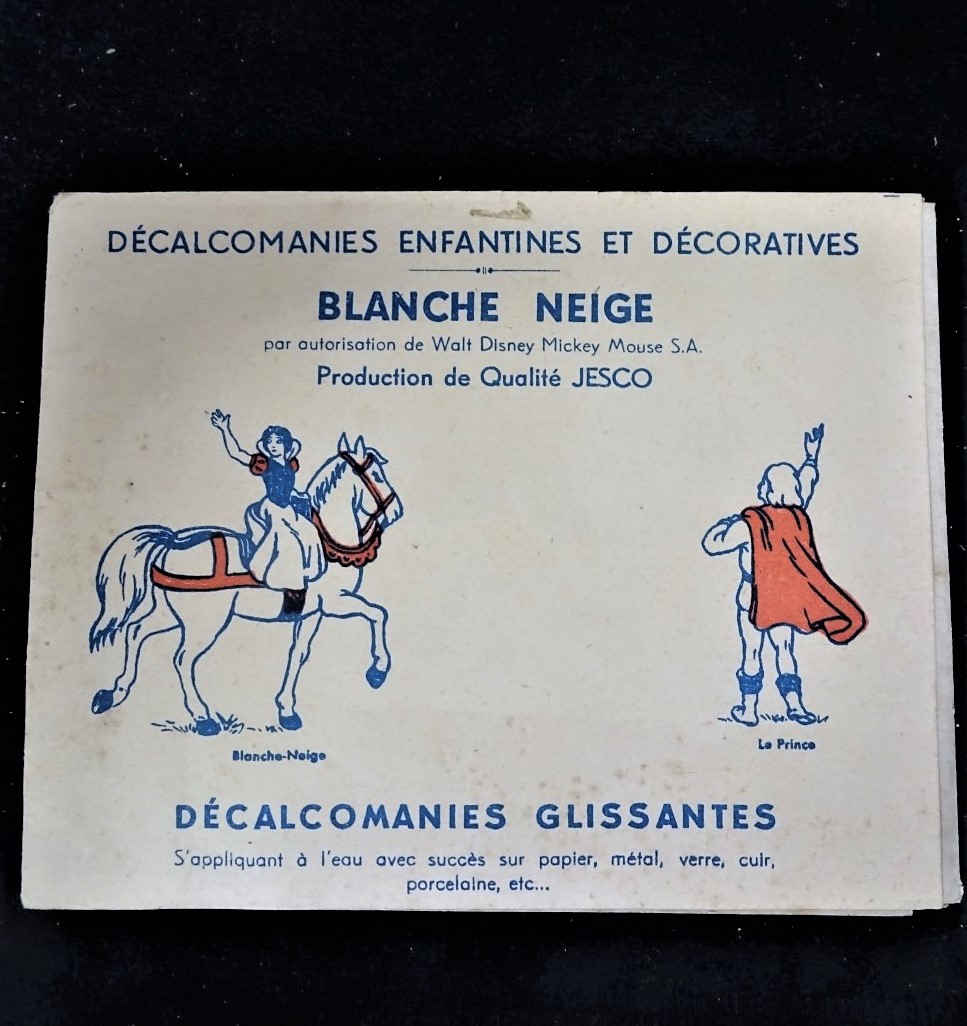 DÉCALCOMANIES ENFANTINES ET DÉCORATIVES
BLANCHE NEIGE
par autorisation de Walt Disney Mickey Mouse S.A.
Production de Qualité JESCO
Blanche-Neige
Le Prince
DÉCALCOMANIES GLISSANTES
S'appliquant à l'eau avec succès sur papier, métal, verre, cuir,
porcelaine, etc...